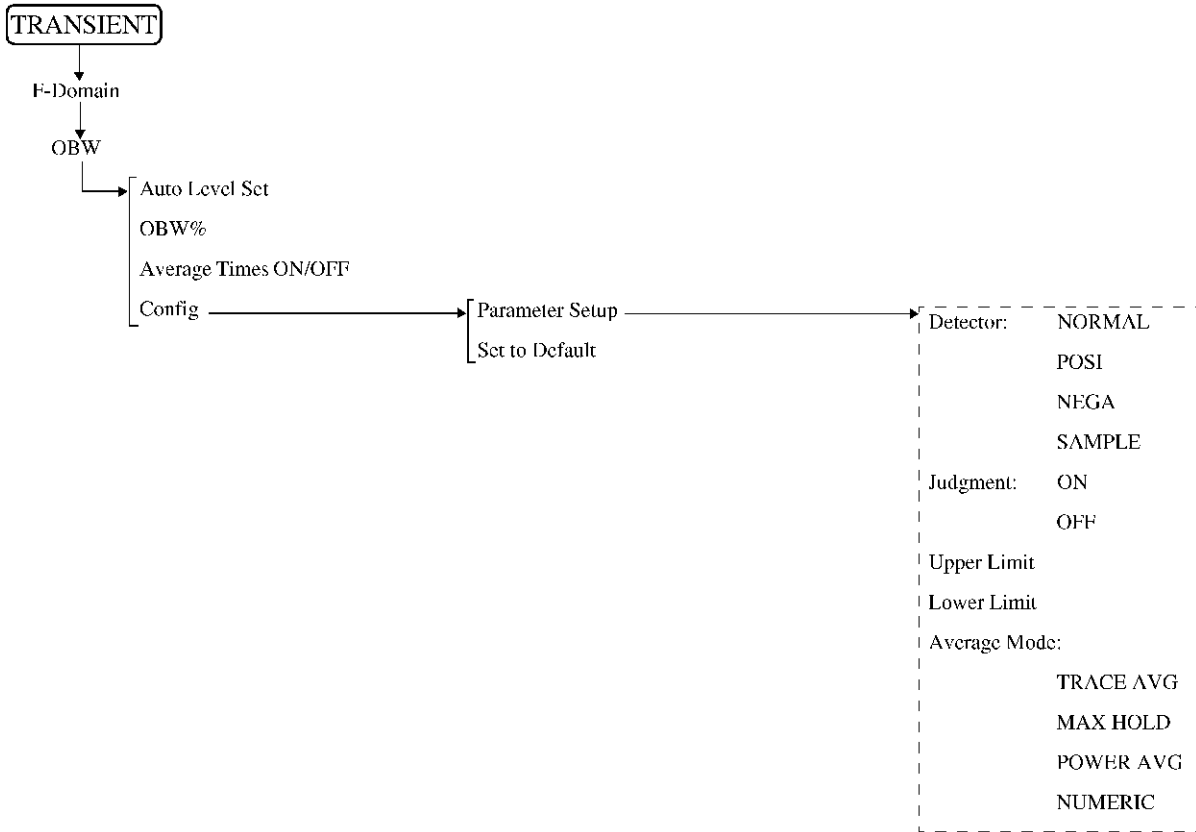 TRANSIENT
F-Domain
OBW
Auto Level Set
OBW%
Average Times ON/OFF
Config
Parameter Setup
Set to Default
Detector: NORMAL
POSI
NEGA
SAMPLE
Judgment: ON
OFF
Upper Limit
Lower Limit
Average Mode:
TRACE AVG
MAX HOLD
POWER AVG
NUMERIC